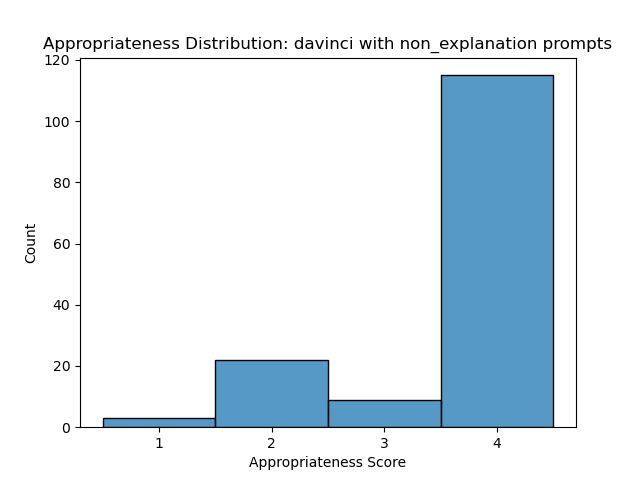 Appropriateness Distribution: davinci with non_explanation prompts
120
100
80
60
40
20
0
Count
1 2 3 4
Appropriateness Score